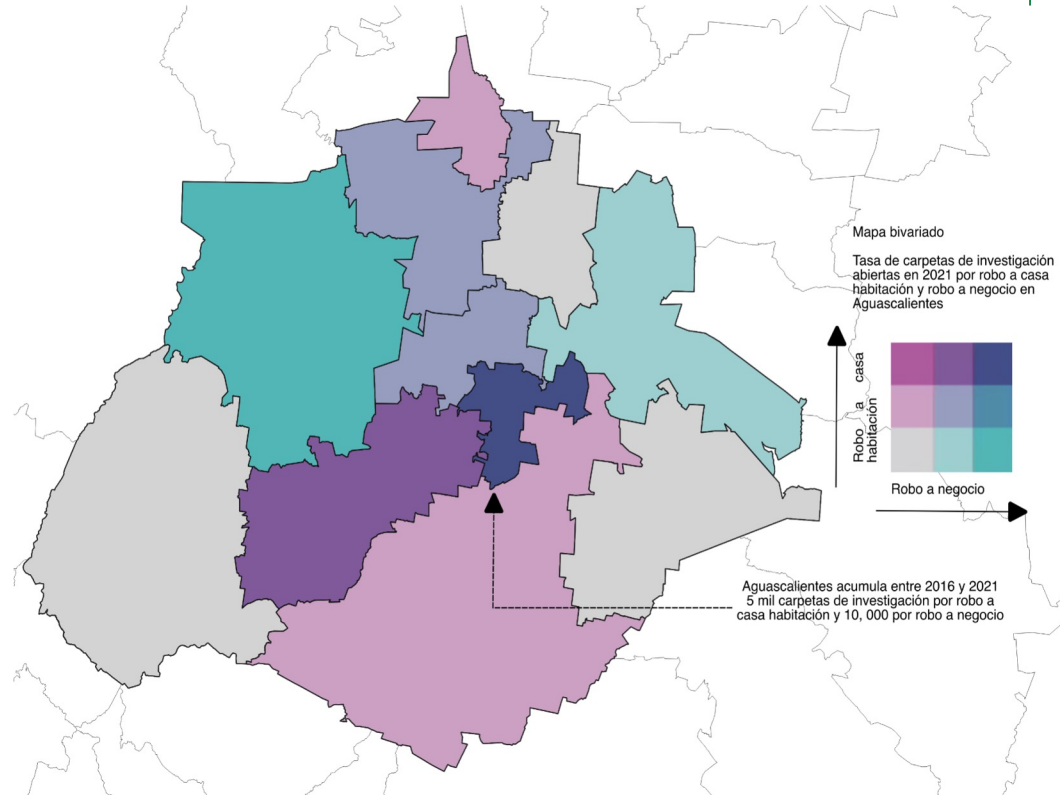 Mapa bivariado
Tasa de carpetas de investigación
abiertas en 2021 por robo a casa
habitación y robo a negocio en
Aguascalientes
Robo a casa
habitación
Robo a negocio
Aguascalientes acumula entre 2016 y 2021
5 mil carpetas de investigación por robo a
casa habitación y 10, 000 por robo a negocio